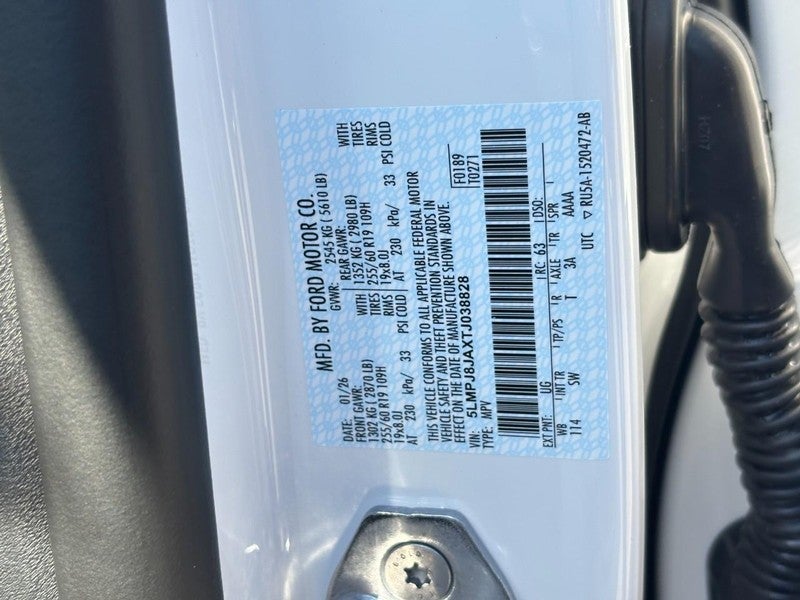 MFD. BY FORD MOTOR CO.
DATE: 01/26 GVWR: 2545 KG ( 5610 LB)
FRONT GAWR: REAR GAWR: WITH
1302 KG ( 2870 LB) WITH 1352 KG ( 2980 LB) TIRES
255/60 R19 109H TIRES 255/60 R19 109H RIMS
19x8.0J RIMS 19x8.0J
AT 230 kPa/ 33 PSI COLD AT 230 kPa/ 33 PSI COLD
THIS VEHICLE CONFORMS TO ALL APPLICABLE FEDERAL MOTOR
VEHICLE SAFETY AND THEFT PREVENTION STANDARDS IN
EFFECT ON THE DATE OF MANUFACTURE SHOWN ABOVE.
VIN: 5LMPJ8JAXTJ038828 F0189
TYPE: MPV T0271
EXT PNT: UG RC: 63 DSO:
WB INT TR TP/PS R AXLE TR SPR
114 SW T 3A AAAA
UTC ▽ RU5A-1520472-AB